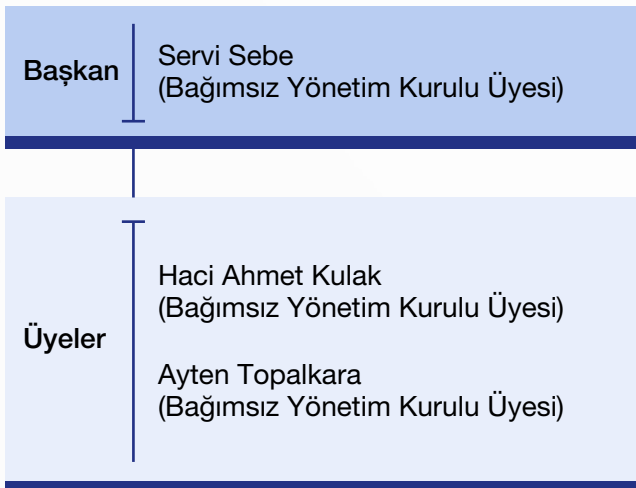 Başkan
Servi Sebe
(Bağımsız Yönetim Kurulu Üyesi)
Üyeler
Haci Ahmet Kulak
(Bağımsız Yönetim Kurulu Üyesi)
Ayten Topalkara
(Bağımsız Yönetim Kurulu Üyesi)